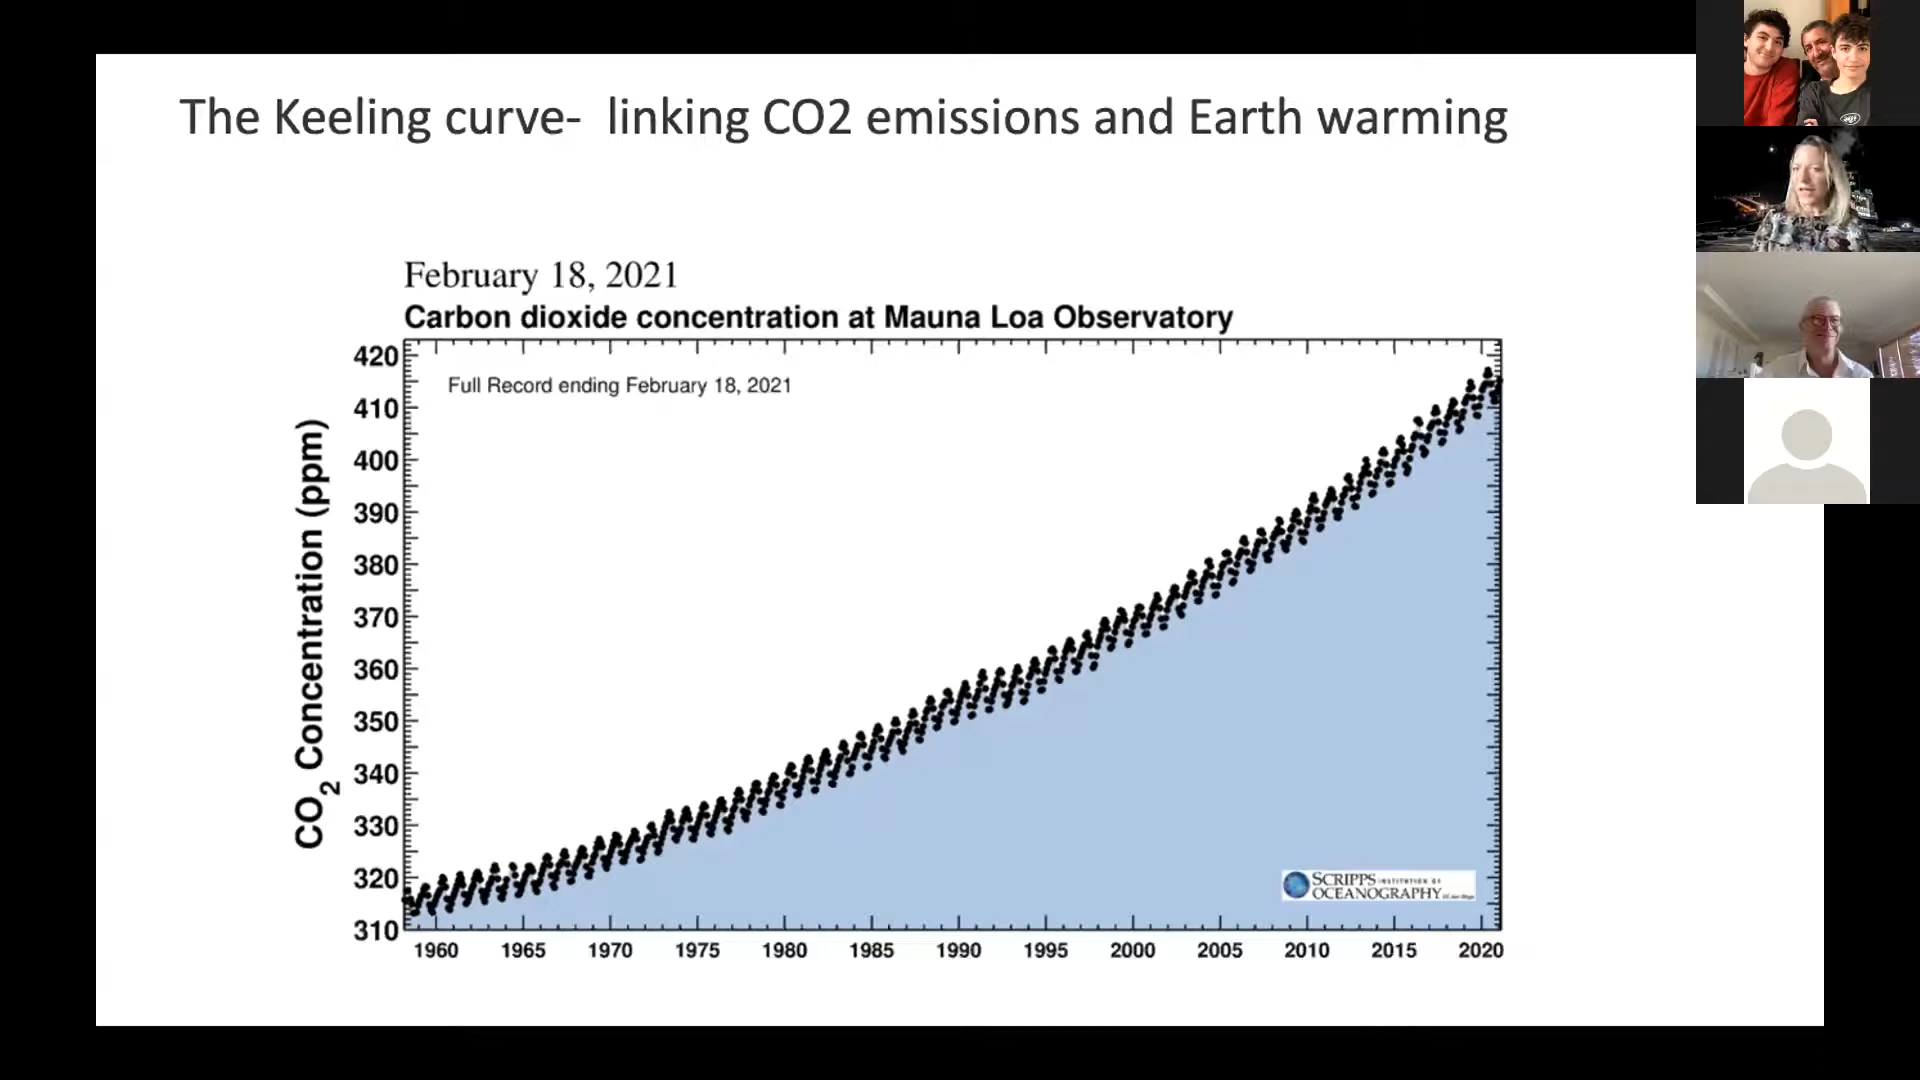 The Keeling curve-  linking CO2 emissions and Earth warming
February 18, 2021
Carbon dioxide concentration at Mauna Loa Observatory
Full Record ending February 18, 2021
CO2 Concentration (ppm)
420
410
400
390
380
370
360
350
340
330
320
310
SCRIPPS INSTITUTION OF
OCEANOGRAPHY
1960 1965 1970 1975 1980 1985 1990 1995 2000 2005 2010 2015 2020